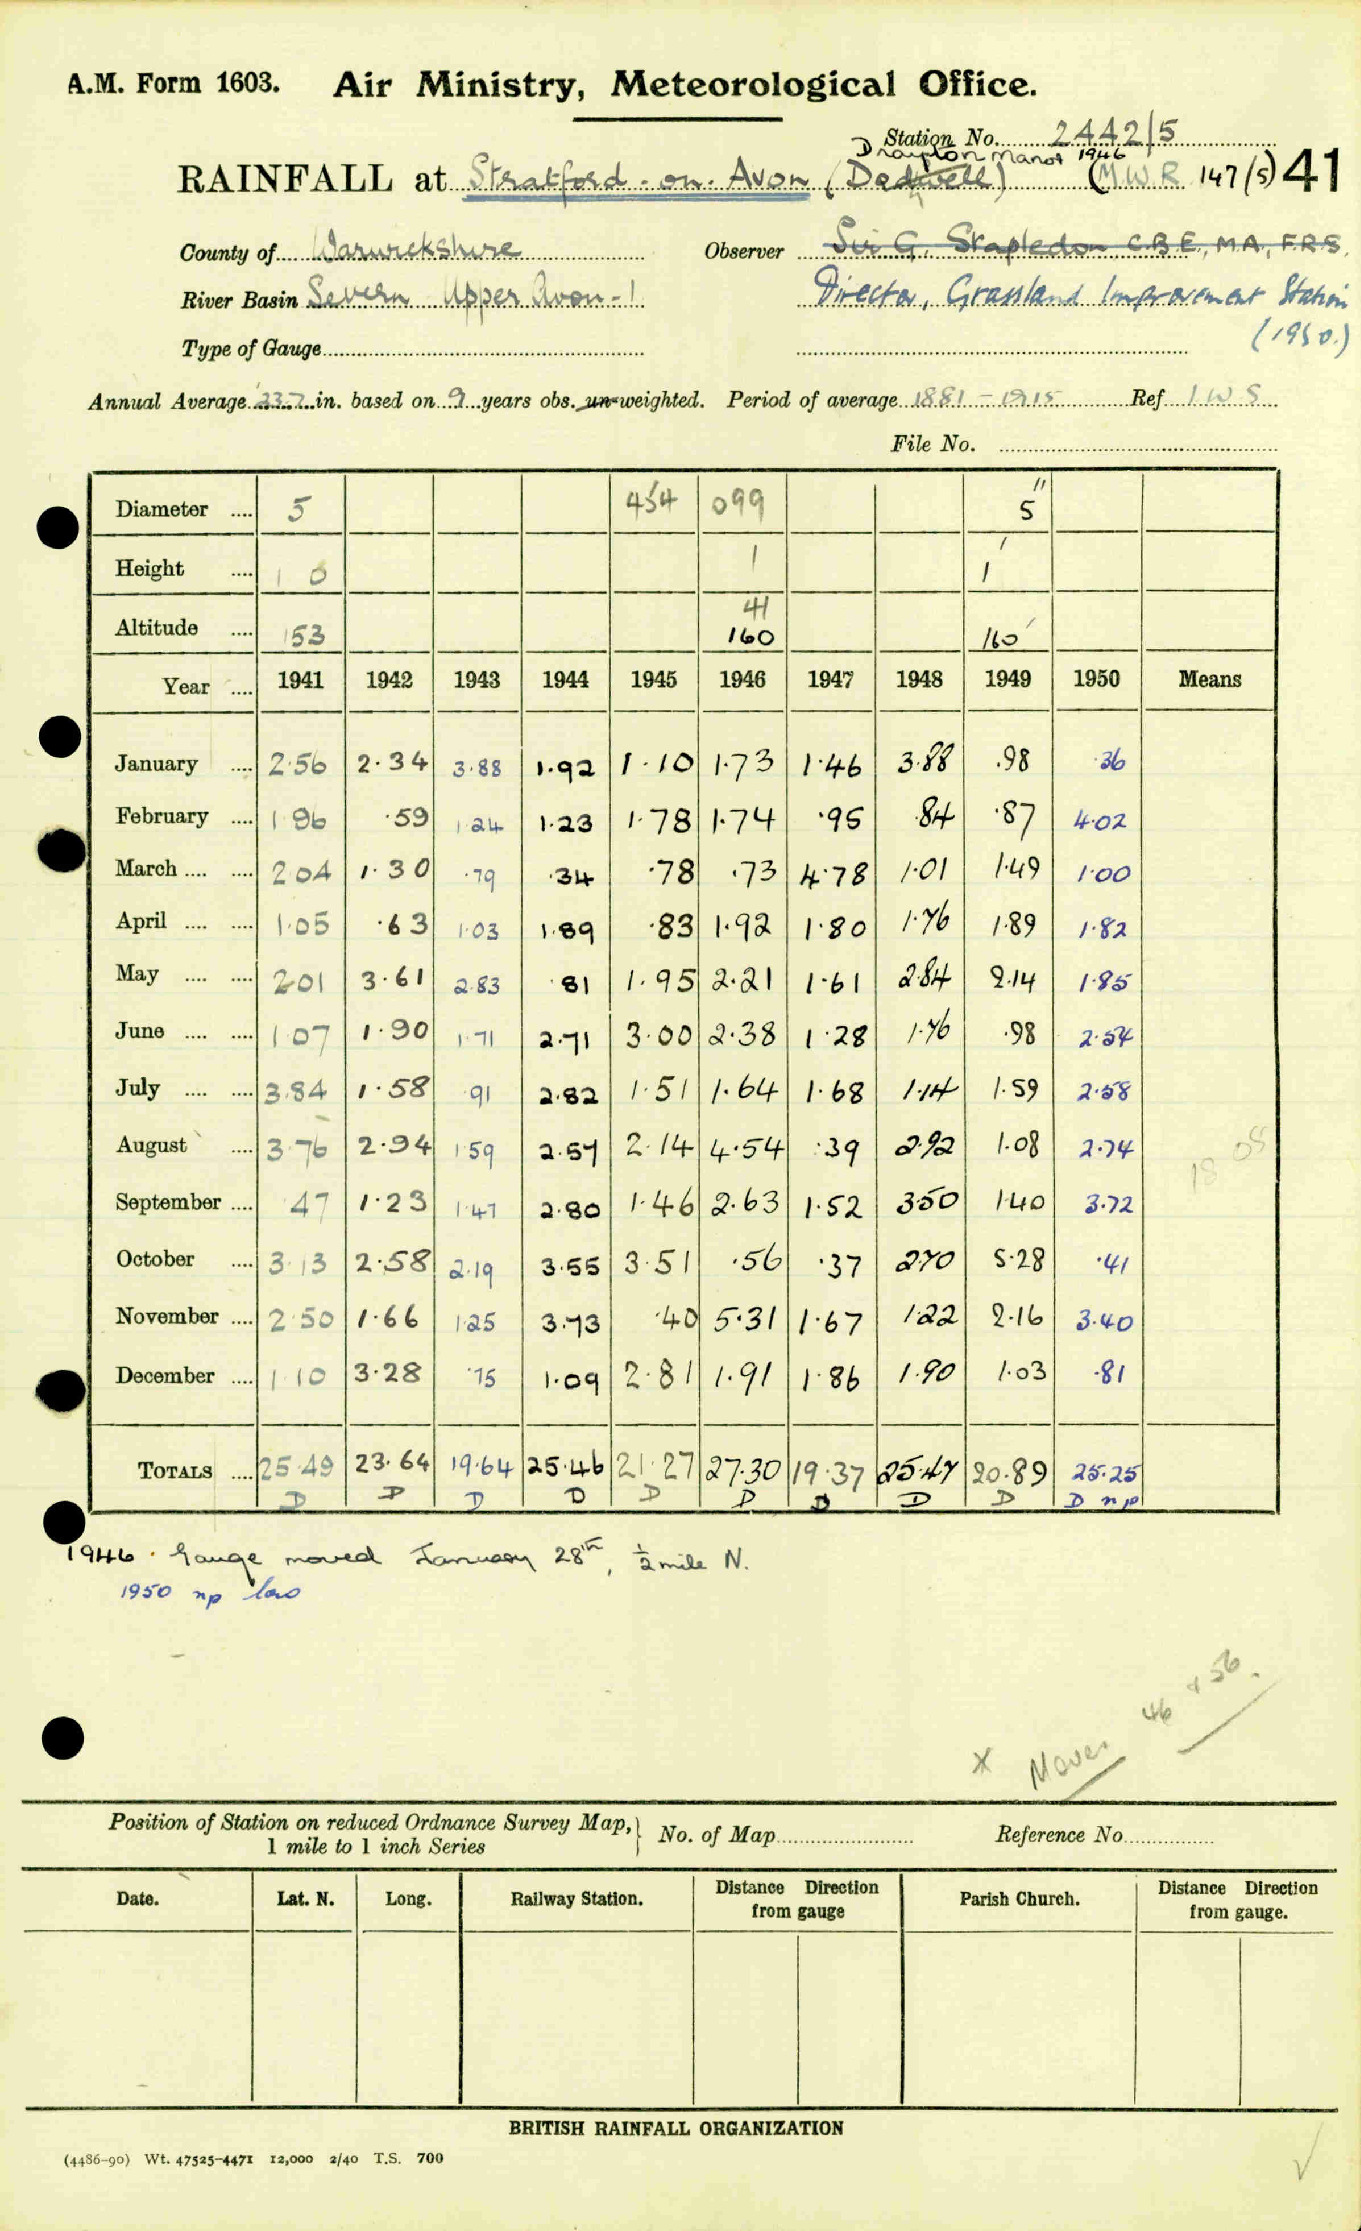 A.M. Form 1603. Air Ministry, Meteorological Office.
Station No. 2442/5
Drayton Manor 1946
RAINFALL at Stratford-on-Avon (Dodwell) (M.W.R 147/(5) 41
County of Warwickshire Observer Sir G. Stapledon C.B.E., M.A., F.R.S.
River Basin Severn Upper Avon-1 Director, Grassland Improvement Station
(1950.)
Type of Gauge
Annual Average 23.7 in. based on 9 years obs. un-weighted. Period of average 1881-1915 Ref. I W S
File No.
Diameter .... 5 454 099 5"
Height .... 1 0 1 1'
Altitude .... 153 41 160 160'
Year .... 1941 1942 1943 1944 1945 1946 1947 1948 1949 1950 Means
January .... 2.56 2.34 3.88 1.92 1.10 1.73 1.46 3.88 .98 .36
February .... 1.96 .59 1.24 1.23 1.78 1.74 .95 .84 .87 4.02
March .... .... 2.04 1.30 .79 .34 .78 .73 4.78 1.01 1.49 1.00
April .... .... 1.05 .63 1.03 1.89 .83 1.92 1.80 1.76 1.89 1.82
May .... .... 2.01 3.61 2.83 .81 1.95 2.21 1.61 2.84 2.14 1.85
June .... .... 1.07 1.90 1.71 2.71 3.00 2.38 1.28 1.76 .98 2.54
July .... .... 3.84 1.58 .91 2.82 1.51 1.64 1.68 1.14 1.59 2.58
August .... 3.76 2.94 1.59 2.57 2.14 4.54 .39 2.92 1.08 2.74
18 05
September .... .47 1.23 1.47 2.80 1.46 2.63 1.52 3.50 1.40 3.72
October .... 3.13 2.58 2.19 3.55 3.51 .56 .37 2.70 5.28 .41
November .... 2.50 1.66 1.25 3.73 .40 5.31 1.67 1.22 2.16 3.40
December .... 1.10 3.28 .75 1.09 2.81 1.91 1.86 1.90 1.03 .81
TOTALS .... 25.49 23.64 19.64 25.46 21.27 27.30 19.37 25.47 20.89 25.25
D D D D D D D D D D np
1946 . Gauge moved January 28th, ½ mile N.
1950 np low
x Moves 46 + 56.
Position of Station on reduced Ordnance Survey Map,} No. of Map Reference No.
1 mile to 1 inch Series
Date. Lat. N. Long. Railway Station. Distance Direction from gauge Parish Church. Distance Direction from gauge.
BRITISH RAINFALL ORGANIZATION
(4486-90) Wt. 47525-4471 12,000 2/40 T.S. 700